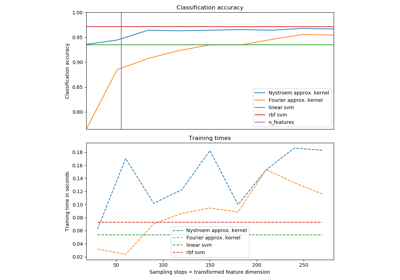 Classification accuracy
1.00
0.95
0.90
0.85
0.80
Classification accuracy
Nystroem approx. kernel
Fourier approx. kernel
linear svm
rbf svm
n_features
Training times
0.18
0.16
0.14
0.12
0.10
0.08
0.06
0.04
0.02
Training time in seconds
Nystroem approx. kernel
Fourier approx. kernel
linear svm
rbf svm
50 100 150 200 250
Sampling steps = transformed feature dimension